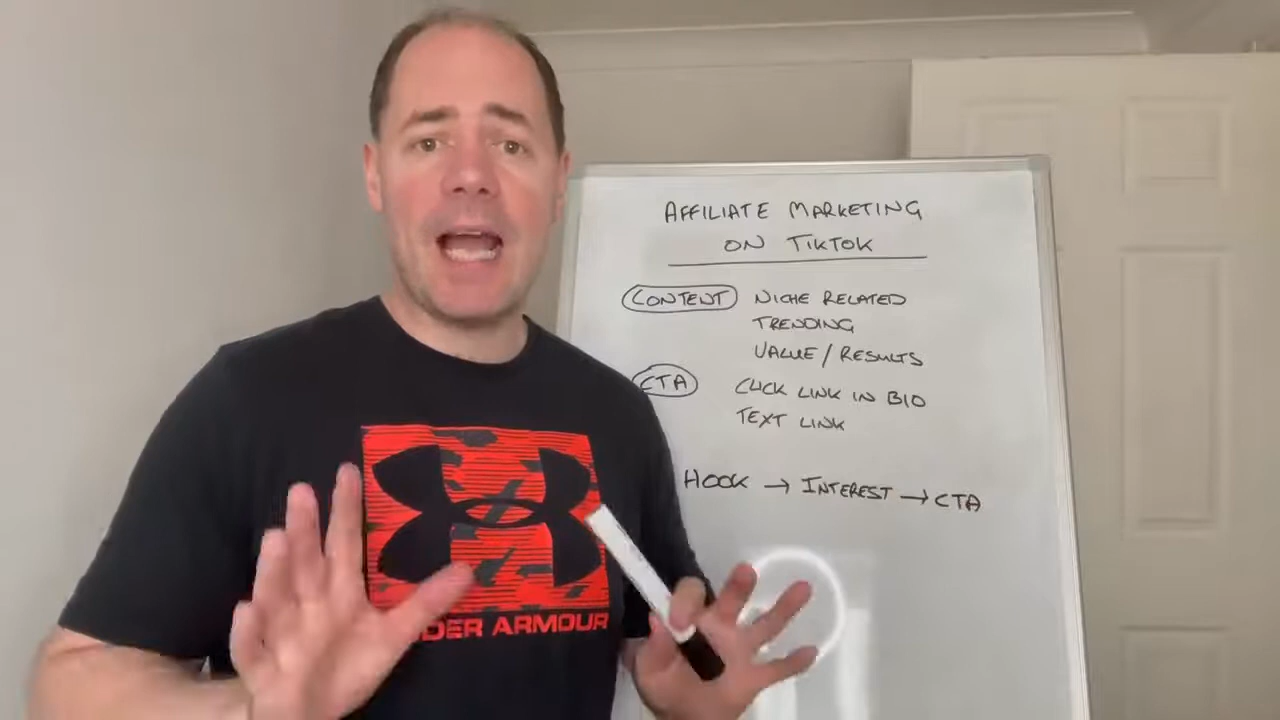 AFFILIATE MARKETING
ON TIKTOK
CONTENT NICHE RELATED
TRENDING
VALUE/RESULTS
CTA CLICK LINK IN BIO
TEXT LINK
HOOK → INTEREST → CTA
DER ARMOUR